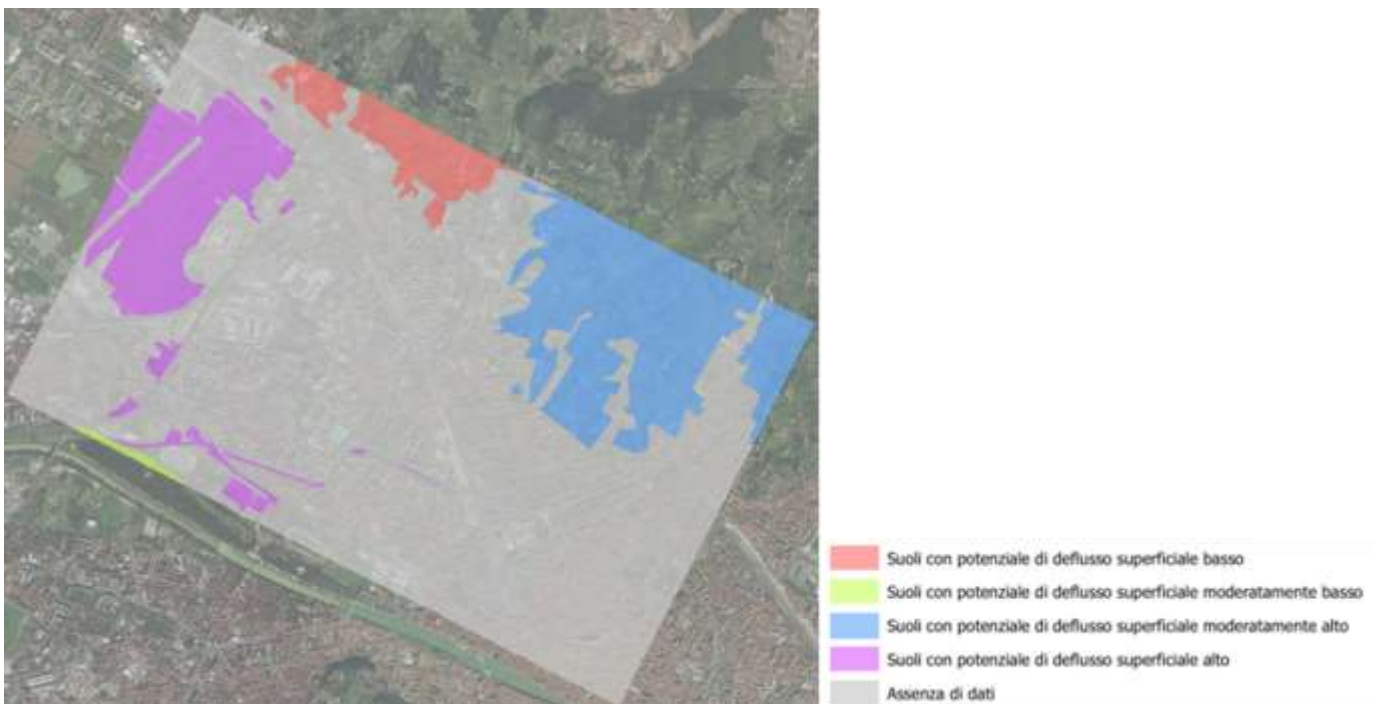 Suoli con potenziale di deflusso superficiale basso
Suoli con potenziale di deflusso superficiale moderatamente basso
Suoli con potenziale di deflusso superficiale moderatamente alto
Suoli con potenziale di deflusso superficiale alto
Assenza di dati